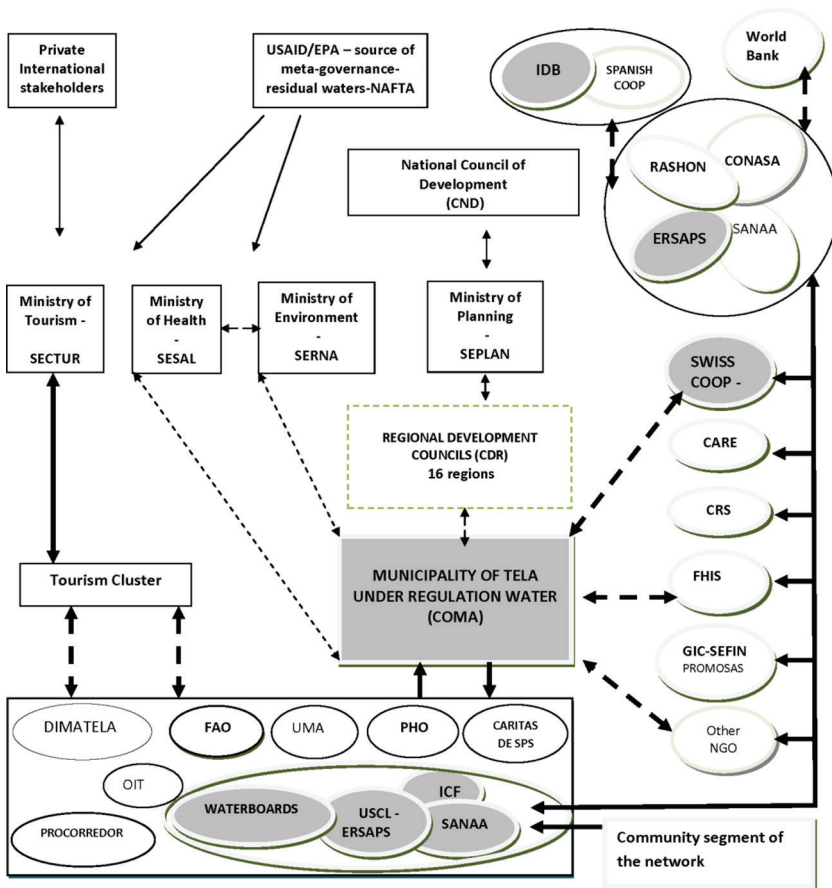 Private
International
stakeholders
USAID/EPA – source of
meta-governance-
residual waters-NAFTA
IDB
SPANISH
COOP
World
Bank
RASHON
CONASA
ERSAPS
SANAA
National Council of
Development
(CND)
Ministry of
Tourism -
SECTUR
Ministry
of Health
-
SESAL
Ministry of
Environment
-
SERNA
Ministry of
Planning
-
SEPLAN
REGIONAL DEVELOPMENT
COUNCILS (CDR)
16 regions
SWISS
COOP -
CARE
CRS
FHIS
GIC-SEFIN
PROMOSAS
Other
NGO
MUNICIPALITY OF TELA
UNDER REGULATION WATER
(COMA)
Tourism Cluster
DIMATELA
FAO
UMA
PHO
CARITAS
DE SPS
OIT
PROCORREDOR
WATERBOARDS
USCL -
ERSAPS
ICF
SANAA
Community segment of
the network